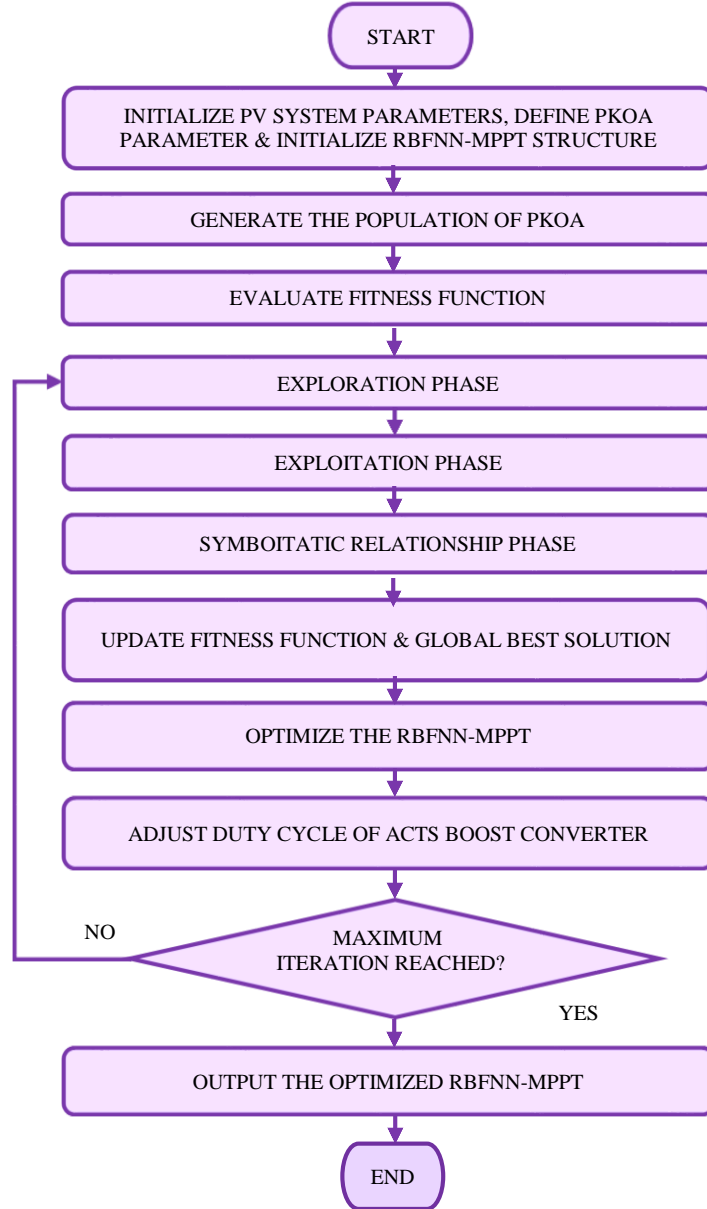 START
INITIALIZE PV SYSTEM PARAMETERS, DEFINE PKOA
PARAMETER & INITIALIZE RBFNN-MPPT STRUCTURE
GENERATE THE POPULATION OF PKOA
EVALUATE FITNESS FUNCTION
EXPLORATION PHASE
EXPLOITATION PHASE
SYMBOITATIC RELATIONSHIP PHASE
UPDATE FITNESS FUNCTION & GLOBAL BEST SOLUTION
OPTIMIZE THE RBFNN-MPPT
ADJUST DUTY CYCLE OF ACTS BOOST CONVERTER
NO
MAXIMUM
ITERATION REACHED?
YES
OUTPUT THE OPTIMIZED RBFNN-MPPT
END